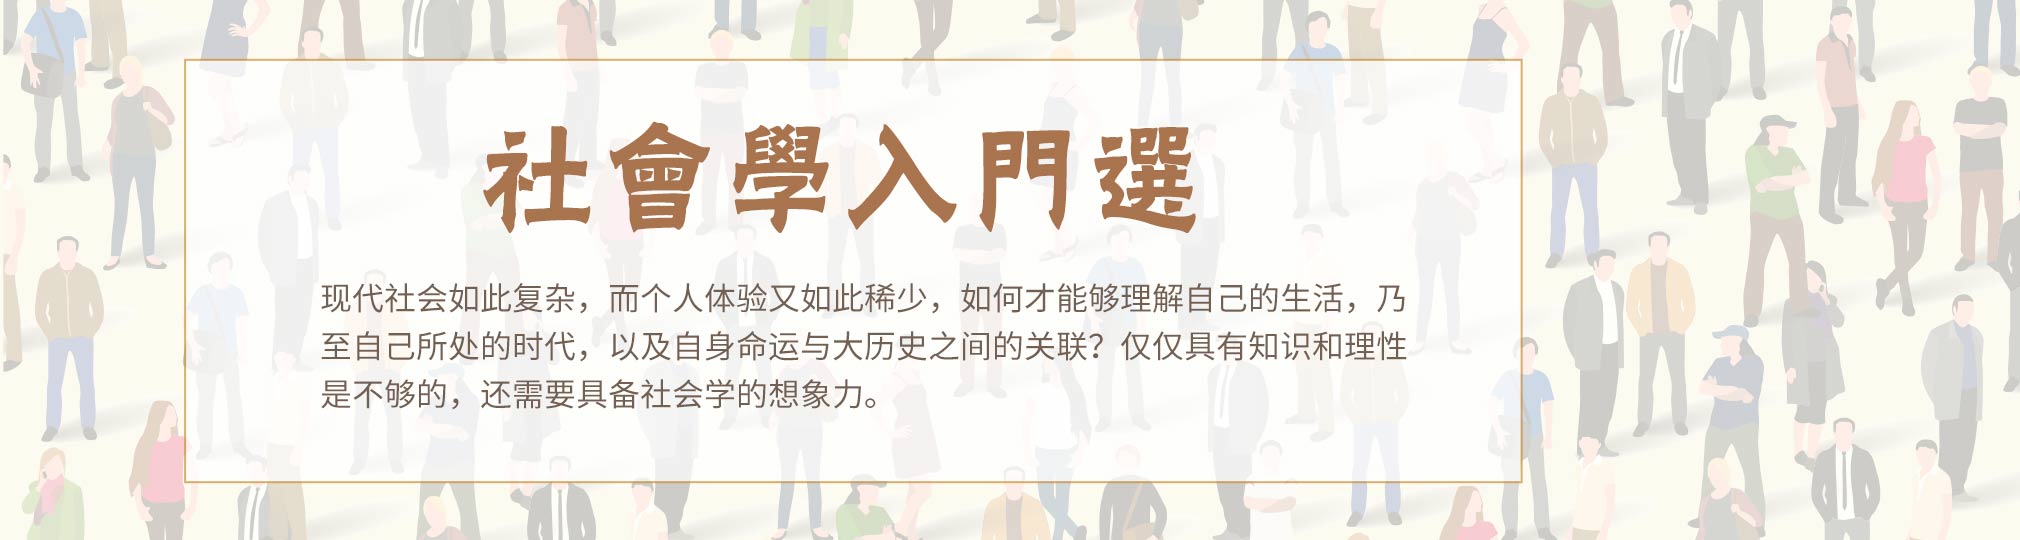 社會學入門選
现代社会如此复杂，而个人体验又如此稀少，如何才能够理解自己的生活，乃
至自己所处的时代，以及自身命运与大历史之间的关联？仅仅具有知识和理性
是不够的，还需要具备社会学的想象力。